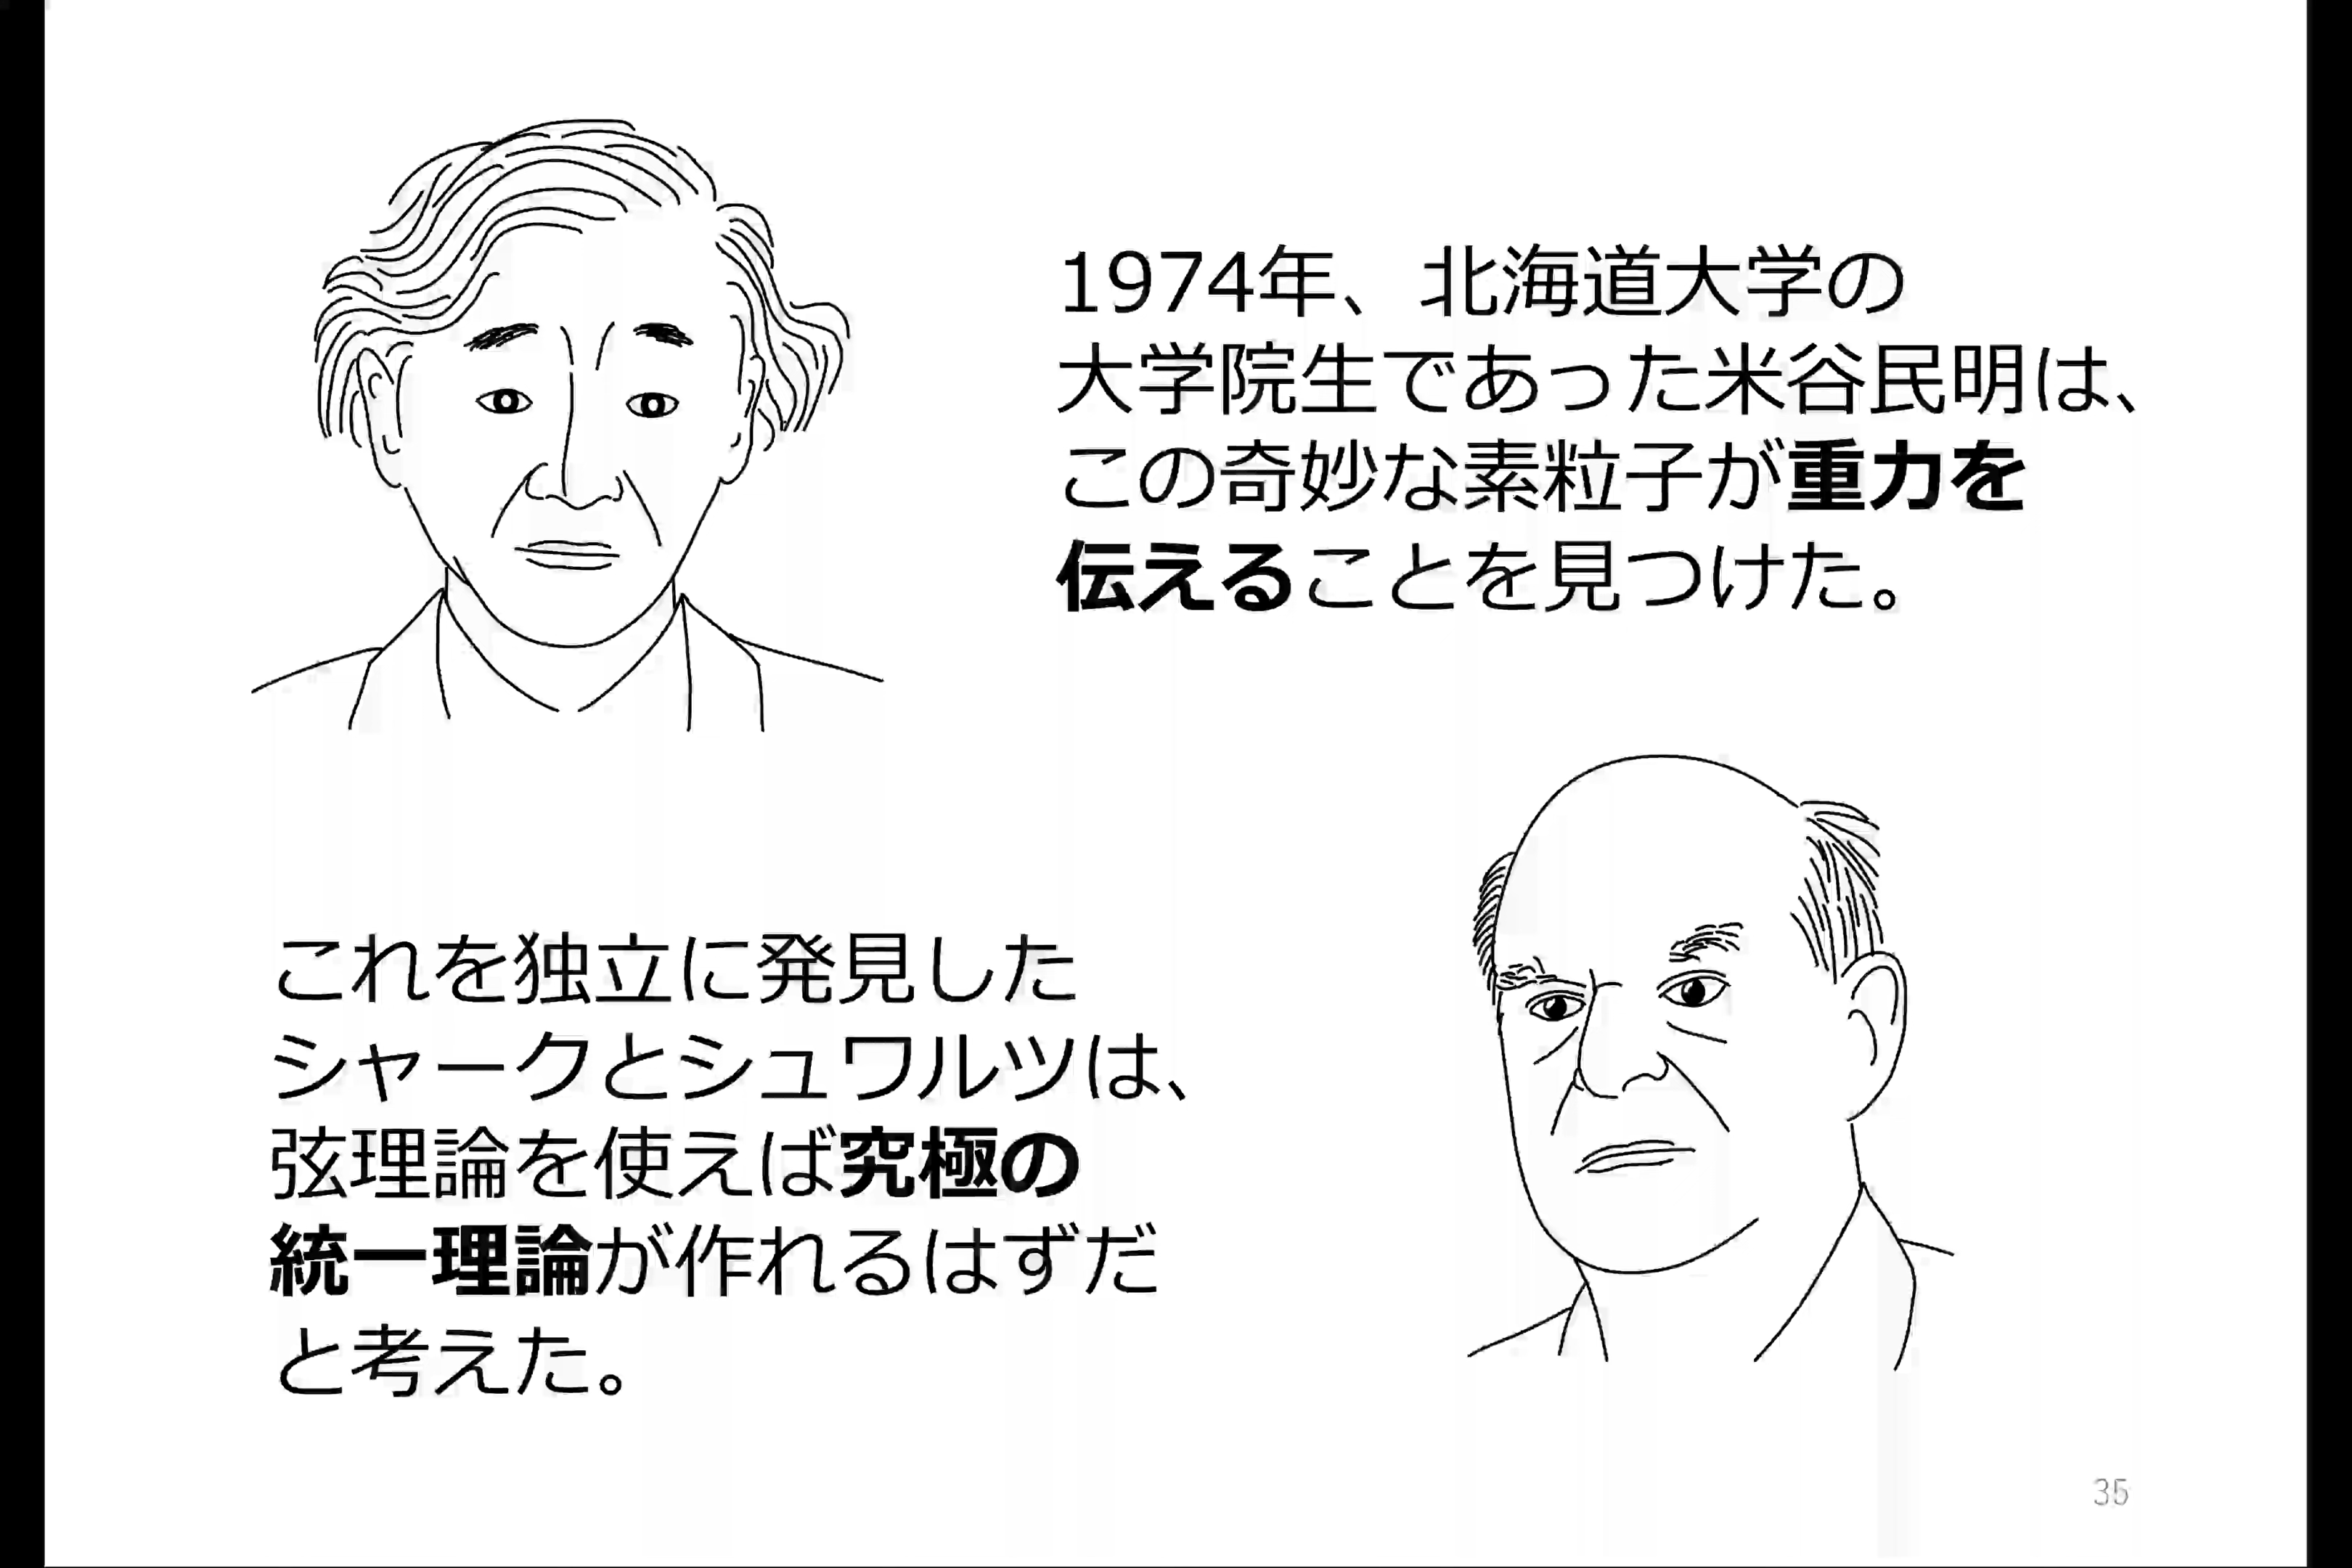 1974年、北海道大学の
大学院生であった米谷民明は、
この奇妙な素粒子が重力を
伝えることを見つけた。
これを独立に発見した
シャークとシュワルツは、
弦理論を使えば究極の
統一理論が作れるはずだ
と考えた。
35